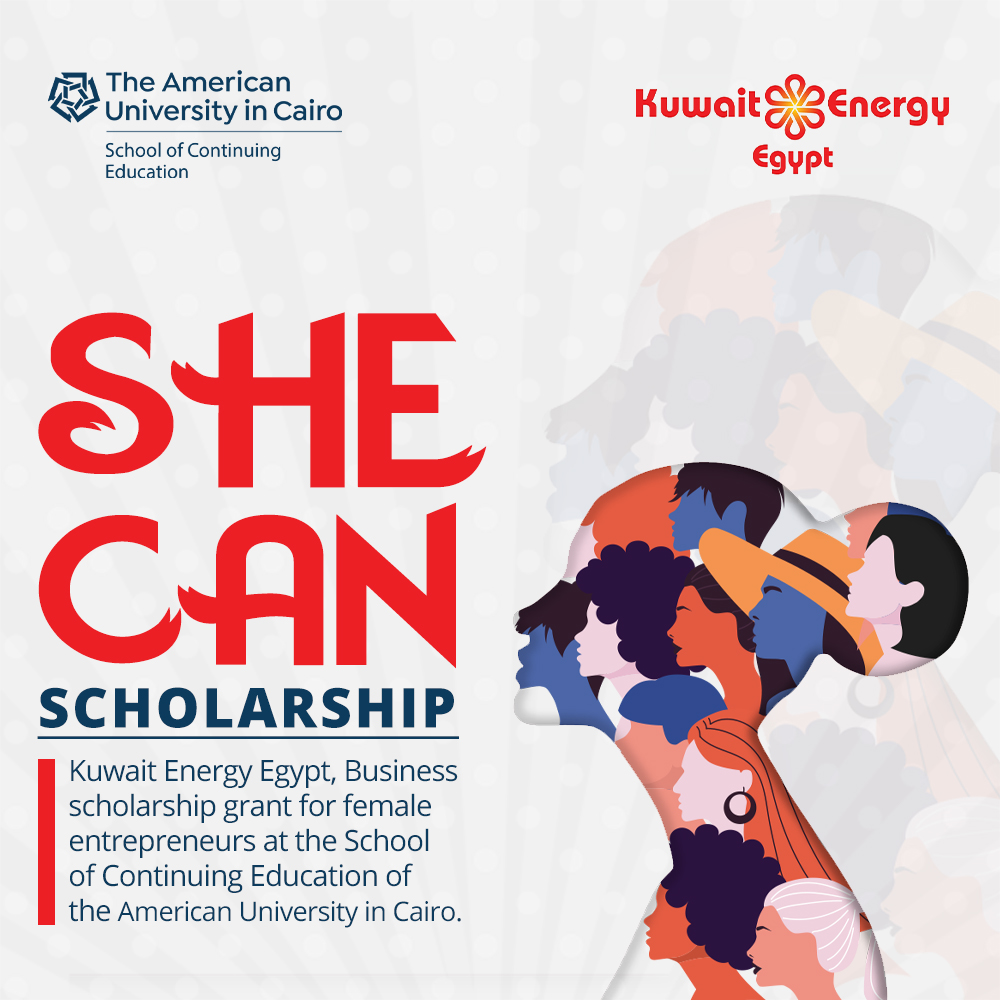 The American
University in Cairo
School of Continuing
Education
Kuwait Energy
Egypt
SHE
CAN
SCHOLARSHIP
Kuwait Energy Egypt, Business
scholarship grant for female
entrepreneurs at the School
of Continuing Education of
the American University in Cairo.